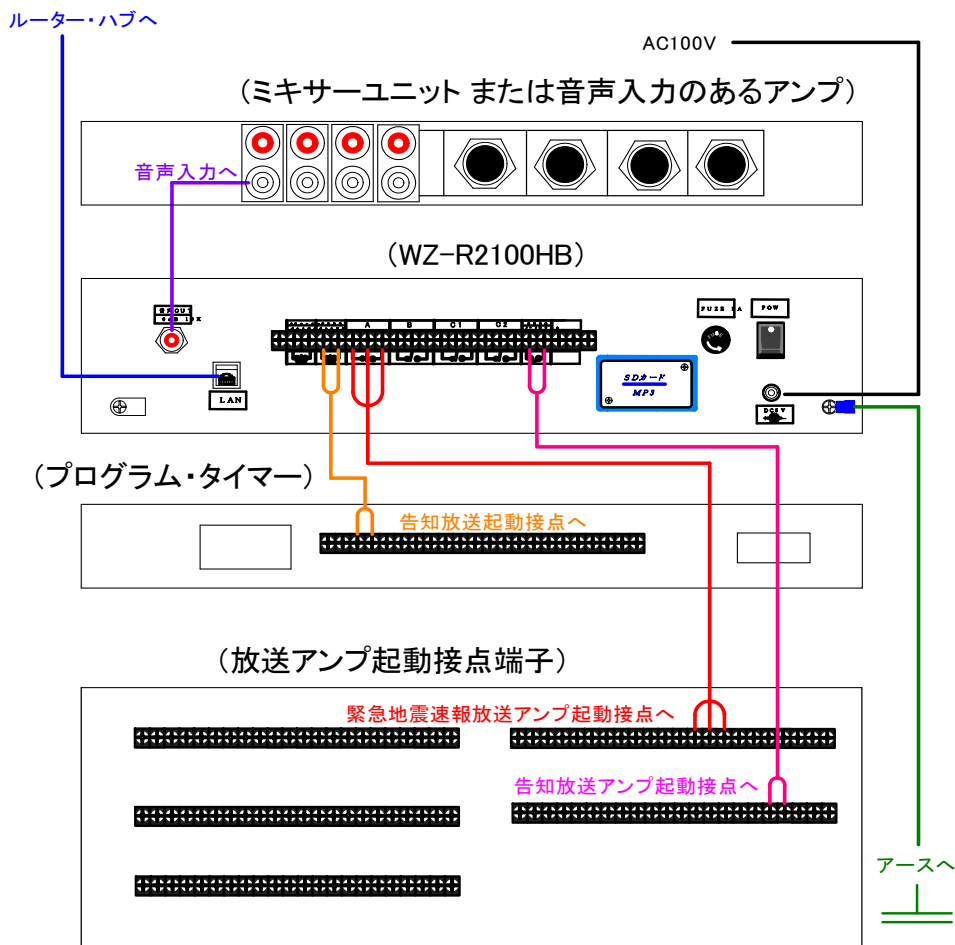 ルーター・ハブへ
AC100V
(ミキサーユニット または音声入力のあるアンプ)
音声入力へ
(WZ-R2100HB)
A B C1 C2
POW
LAN
SDカード
MP3
(プログラム・タイマー)
告知放送起動接点へ
(放送アンプ起動接点端子)
緊急地震速報放送アンプ起動接点へ
告知放送アンプ起動接点へ
アースへ